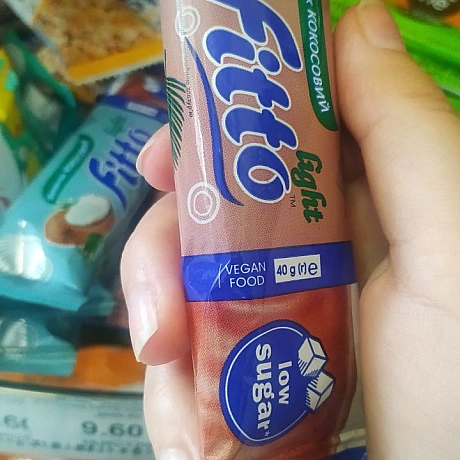 КОКОСОВИЙ
Fitto
light
TM
VEGAN
FOOD
40 g (г) e
low
sugar*
Fitto
9.60